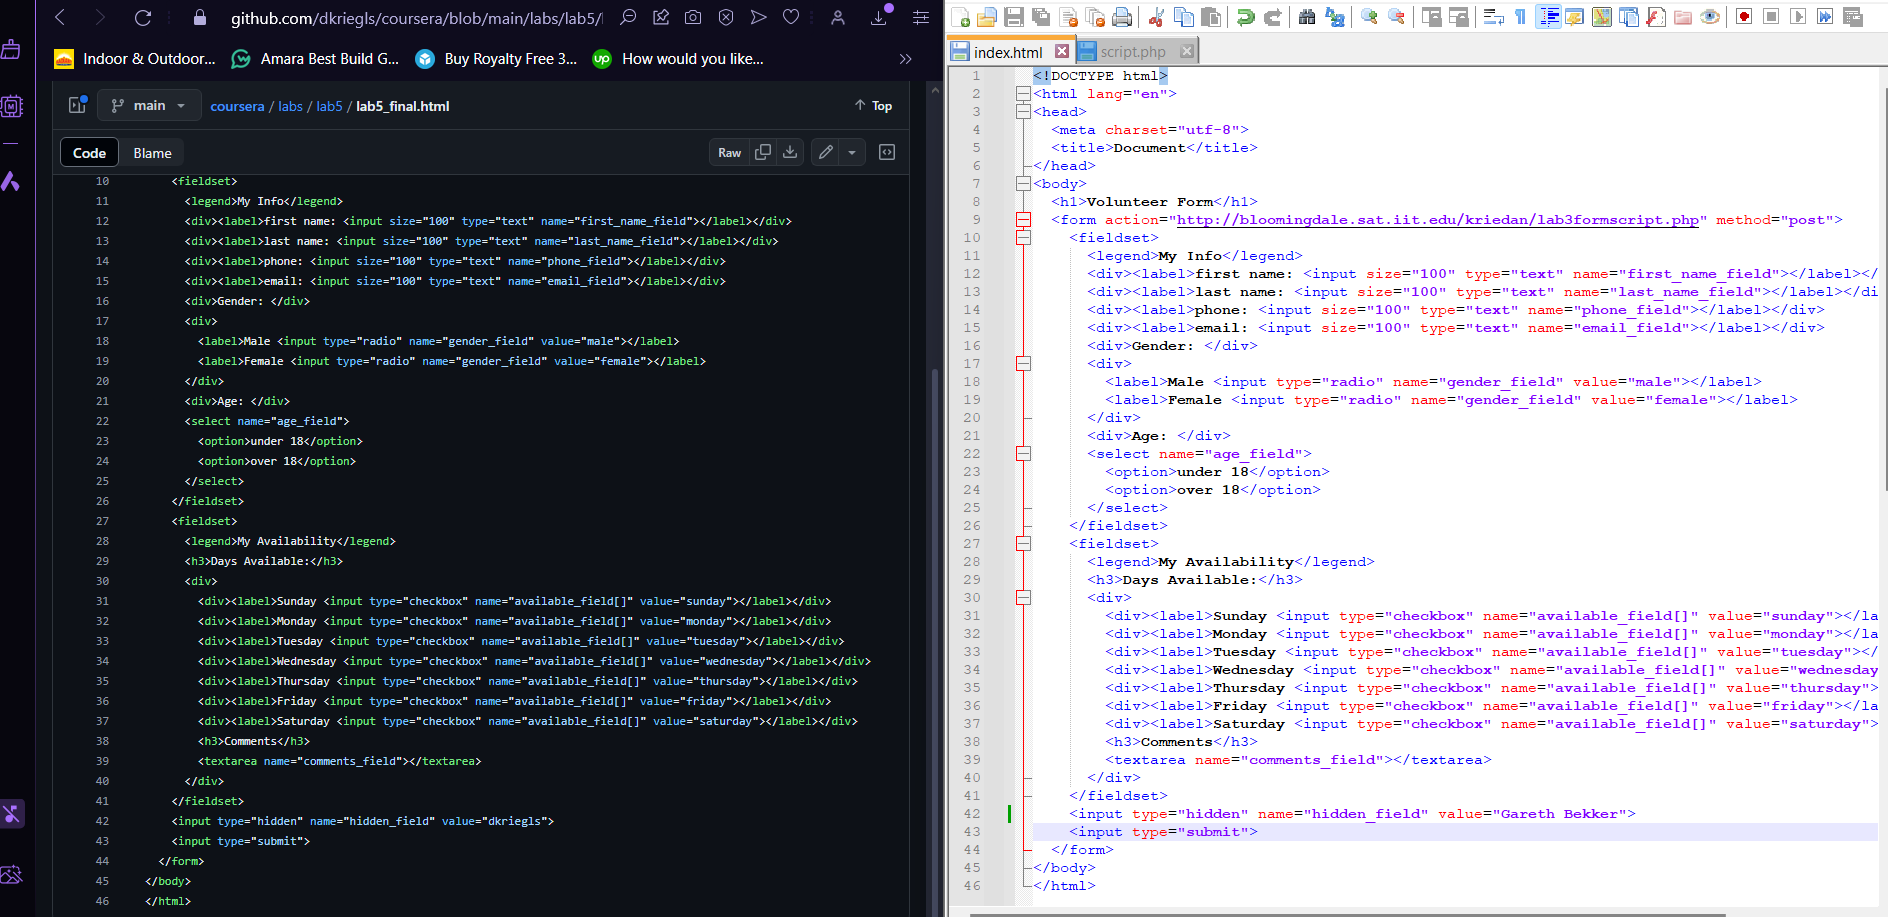 github.com/dkriegls/coursera/blob/main/labs/lab5/l
Indoor & Outdoor... Amara Best Build G... Buy Royalty Free 3... up How would you like... »
main coursera / labs / lab5 / lab5_final.html Top
Code Blame Raw
10 <fieldset>
11 <legend>My Info</legend>
12 <div><label>first name: <input size="100" type="text" name="first_name_field"></label></div>
13 <div><label>last name: <input size="100" type="text" name="last_name_field"></label></div>
14 <div><label>phone: <input size="100" type="text" name="phone_field"></label></div>
15 <div><label>email: <input size="100" type="text" name="email_field"></label></div>
16 <div>Gender: </div>
17 <div>
18 <label>Male <input type="radio" name="gender_field" value="male"></label>
19 <label>Female <input type="radio" name="gender_field" value="female"></label>
20 </div>
21 <div>Age: </div>
22 <select name="age_field">
23 <option>under 18</option>
24 <option>over 18</option>
25 </select>
26 </fieldset>
27 <fieldset>
28 <legend>My Availability</legend>
29 <h3>Days Available:</h3>
30 <div>
31 <div><label>Sunday <input type="checkbox" name="available_field[]" value="sunday"></label></div>
32 <div><label>Monday <input type="checkbox" name="available_field[]" value="monday"></label></div>
33 <div><label>Tuesday <input type="checkbox" name="available_field[]" value="tuesday"></label></div>
34 <div><label>Wednesday <input type="checkbox" name="available_field[]" value="wednesday"></label></div>
35 <div><label>Thursday <input type="checkbox" name="available_field[]" value="thursday"></label></div>
36 <div><label>Friday <input type="checkbox" name="available_field[]" value="friday"></label></div>
37 <div><label>Saturday <input type="checkbox" name="available_field[]" value="saturday"></label></div>
38 <h3>Comments</h3>
39 <textarea name="comments_field"></textarea>
40 </div>
41 </fieldset>
42 <input type="hidden" name="hidden_field" value="dkriegls">
43 <input type="submit">
44 </form>
45 </body>
46 </html>
index.html script.php
1 <!DOCTYPE html>
2 <html lang="en">
3 <head>
4 <meta charset="utf-8">
5 <title>Document</title>
6 </head>
7 <body>
8 <h1>Volunteer Form</h1>
9 <form action="http://bloomingdale.sat.iit.edu/kriedan/lab3formscript.php" method="post">
10 <fieldset>
11 <legend>My Info</legend>
12 <div><label>first name: <input size="100" type="text" name="first_name_field"></label></
13 <div><label>last name: <input size="100" type="text" name="last_name_field"></label></di
14 <div><label>phone: <input size="100" type="text" name="phone_field"></label></div>
15 <div><label>email: <input size="100" type="text" name="email_field"></label></div>
16 <div>Gender: </div>
17 <div>
18 <label>Male <input type="radio" name="gender_field" value="male"></label>
19 <label>Female <input type="radio" name="gender_field" value="female"></label>
20 </div>
21 <div>Age: </div>
22 <select name="age_field">
23 <option>under 18</option>
24 <option>over 18</option>
25 </select>
26 </fieldset>
27 <fieldset>
28 <legend>My Availability</legend>
29 <h3>Days Available:</h3>
30 <div>
31 <div><label>Sunday <input type="checkbox" name="available_field[]" value="sunday"></la
32 <div><label>Monday <input type="checkbox" name="available_field[]" value="monday"></la
33 <div><label>Tuesday <input type="checkbox" name="available_field[]" value="tuesday"></
34 <div><label>Wednesday <input type="checkbox" name="available_field[]" value="wednesday
35 <div><label>Thursday <input type="checkbox" name="available_field[]" value="thursday">
36 <div><label>Friday <input type="checkbox" name="available_field[]" value="friday"></la
37 <div><label>Saturday <input type="checkbox" name="available_field[]" value="saturday">
38 <h3>Comments</h3>
39 <textarea name="comments_field"></textarea>
40 </div>
41 </fieldset>
42 <input type="hidden" name="hidden_field" value="Gareth Bekker">
43 <input type="submit">
44 </form>
45 </body>
46 </html>